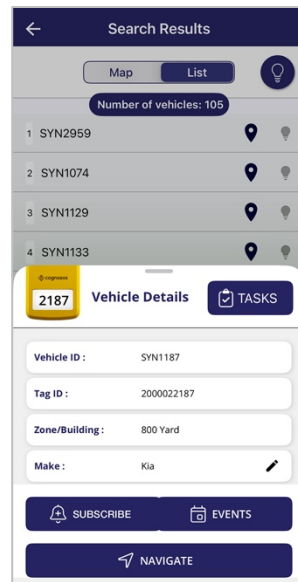 Search Results
Map List
Number of vehicles: 105
1 SYN2959
2 SYN1074
3 SYN1129
4 SYN1133
cognosos
2187 Vehicle Details TASKS
Vehicle ID : SYN1187
Tag ID : 2000022187
Zone/Building : 800 Yard
Make : Kia
SUBSCRIBE EVENTS
NAVIGATE